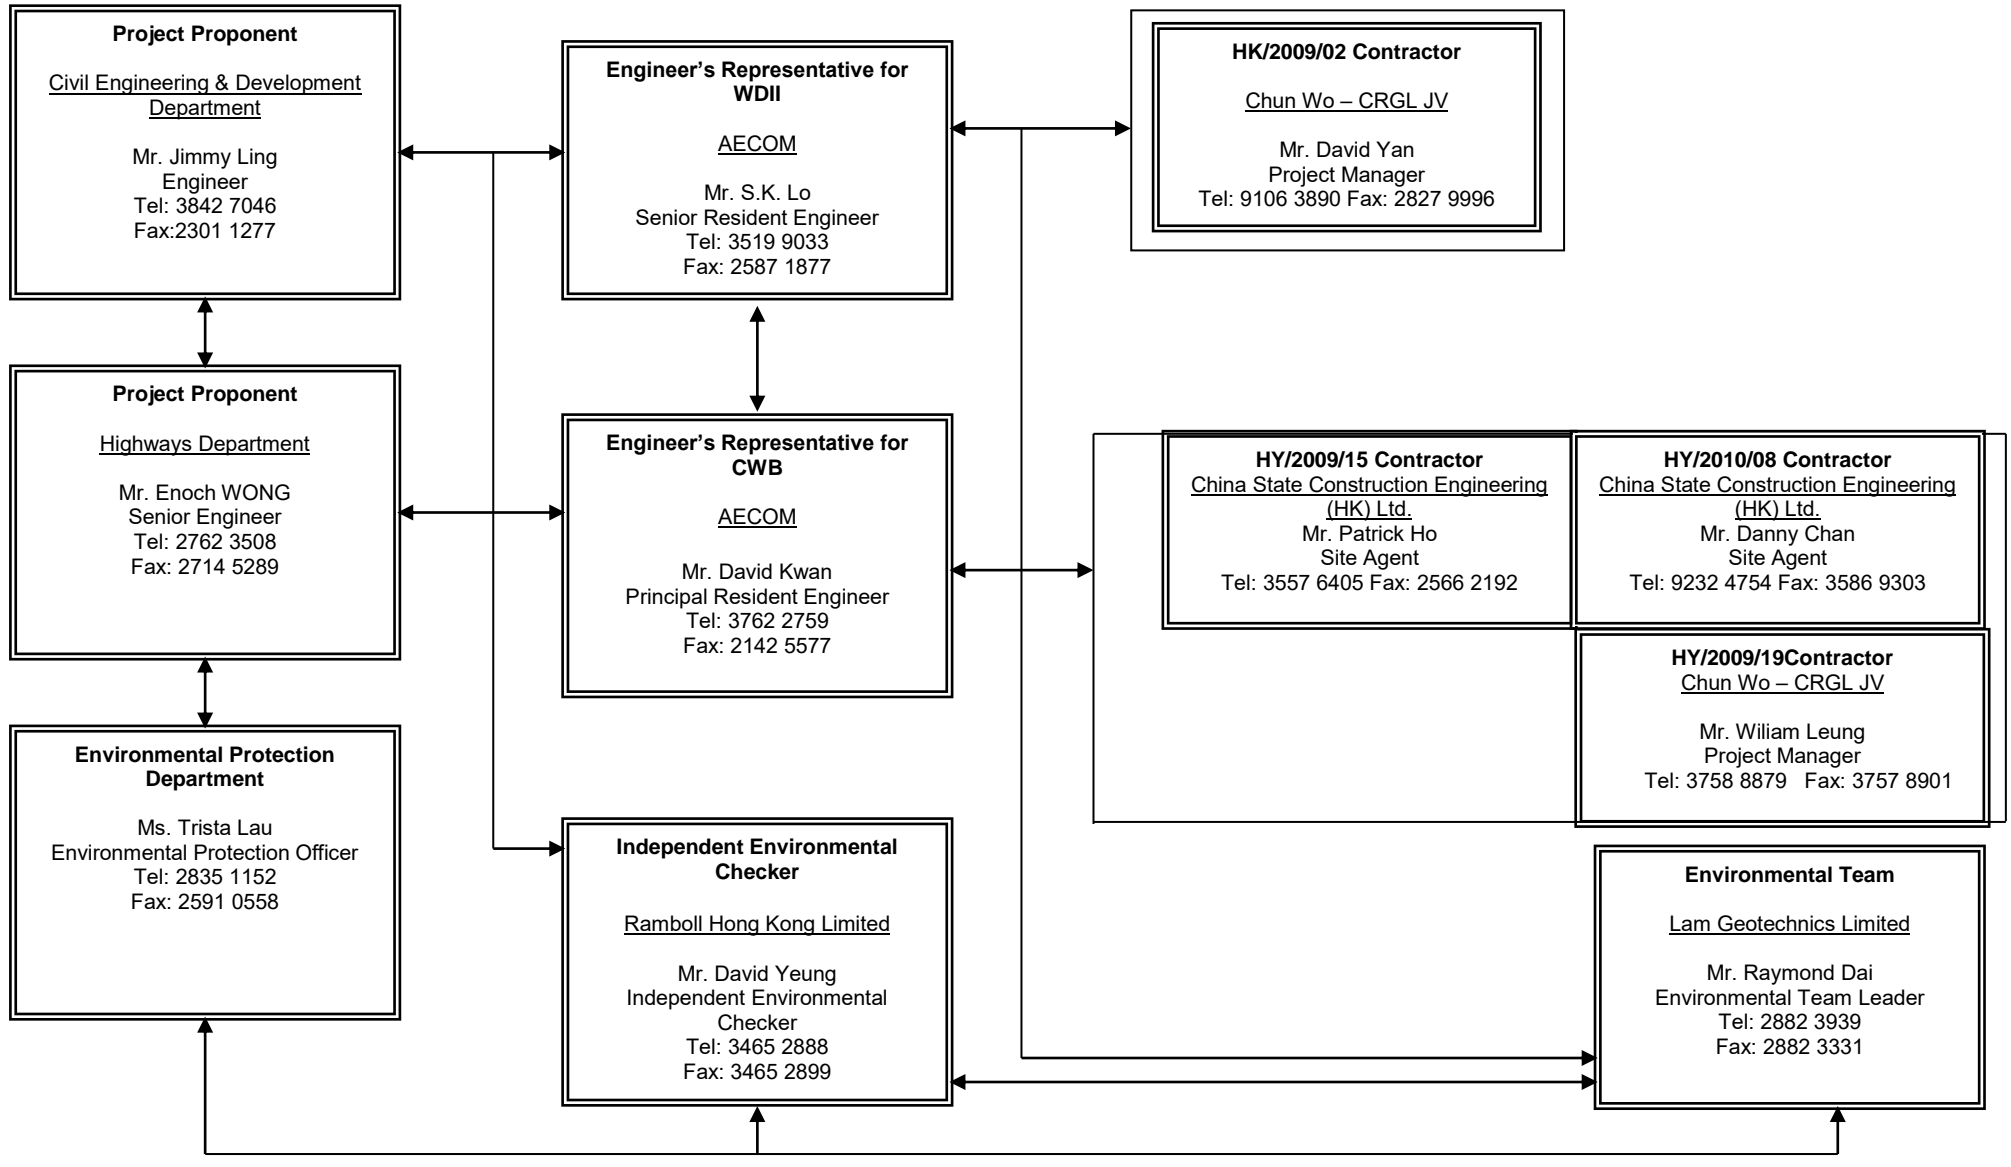 Project Proponent
Civil Engineering & Development
Department
Mr. Jimmy Ling
Engineer
Tel: 3842 7046
Fax:2301 1277
Engineer’s Representative for
WDII
AECOM
Mr. S.K. Lo
Senior Resident Engineer
Tel: 3519 9033
Fax: 2587 1877
HK/2009/02 Contractor
Chun Wo – CRGL JV
Mr. David Yan
Project Manager
Tel: 9106 3890 Fax: 2827 9996
Project Proponent
Highways Department
Mr. Enoch WONG
Senior Engineer
Tel: 2762 3508
Fax: 2714 5289
Engineer’s Representative for
CWB
AECOM
Mr. David Kwan
Principal Resident Engineer
Tel: 3762 2759
Fax: 2142 5577
HY/2009/15 Contractor
China State Construction Engineering
(HK) Ltd.
Mr. Patrick Ho
Site Agent
Tel: 3557 6405 Fax: 2566 2192
HY/2010/08 Contractor
China State Construction Engineering
(HK) Ltd.
Mr. Danny Chan
Site Agent
Tel: 9232 4754 Fax: 3586 9303
HY/2009/19Contractor
Chun Wo – CRGL JV
Mr. Wiliam Leung
Project Manager
Tel: 3758 8879 Fax: 3757 8901
Environmental Protection
Department
Ms. Trista Lau
Environmental Protection Officer
Tel: 2835 1152
Fax: 2591 0558
Independent Environmental
Checker
Ramboll Hong Kong Limited
Mr. David Yeung
Independent Environmental
Checker
Tel: 3465 2888
Fax: 3465 2899
Environmental Team
Lam Geotechnics Limited
Mr. Raymond Dai
Environmental Team Leader
Tel: 2882 3939
Fax: 2882 3331